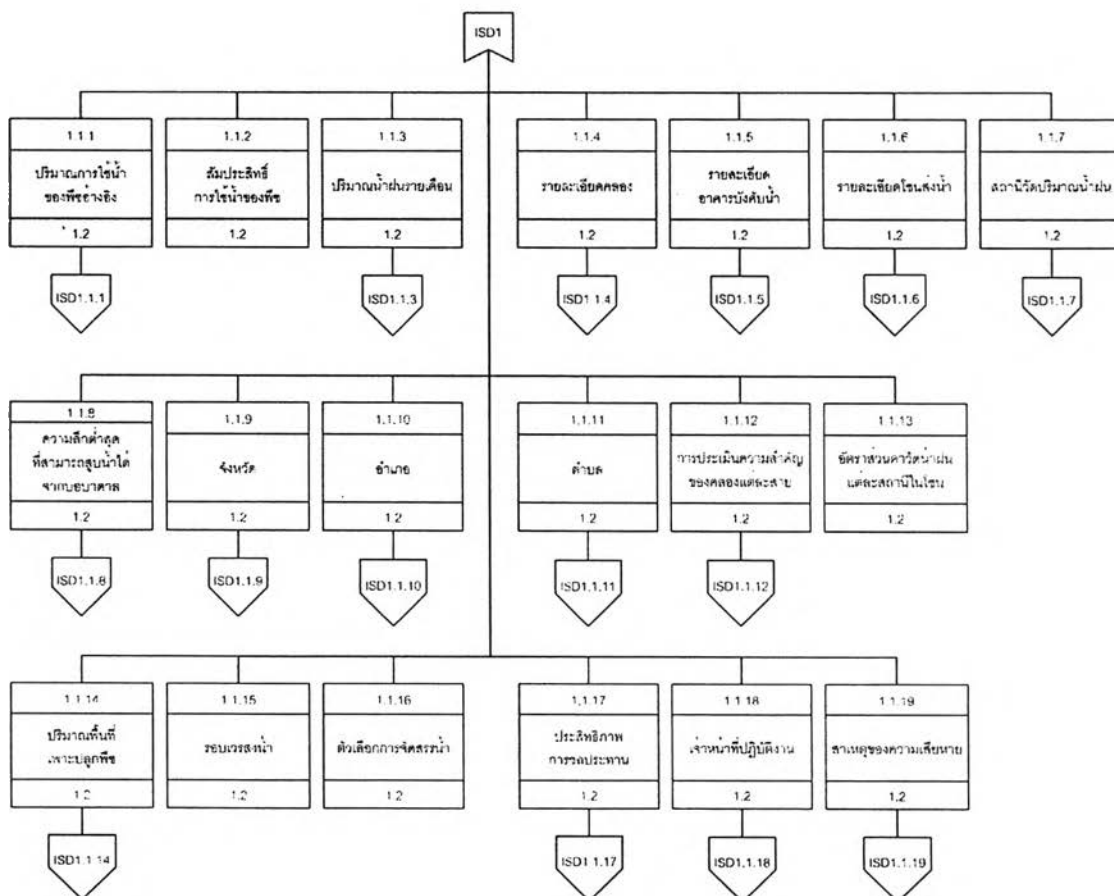 ISD1
1.1.1
ปริมาณการใช้น้ำ
ของพืชอ้างอิง
1.2
ISD1.1.1
1.1.2
สัมประสิทธิ์
การใช้น้ำของพืช
1.2
1.1.3
ปริมาณน้ำฝนรายเดือน
1.2
ISD1.1.3
1.1.4
รายละเอียดคลอง
1.2
ISD1.1.4
1.1.5
รายละเอียด
อาคารบังคับน้ำ
1.2
ISD1.1.5
1.1.6
รายละเอียดโซนส่งน้ำ
1.2
ISD1.1.6
1.1.7
สถานีวัดปริมาณน้ำฝน
1.2
ISD1.1.7
1.1.8
ความลึกต่ำสุด
ที่สามารถสูบน้ำได้
จากบ่อบาดาล
1.2
ISD1.1.8
1.1.9
จังหวัด
1.2
ISD1.1.9
1.1.10
อำเภอ
1.2
ISD1.1.10
1.1.11
ตำบล
1.2
ISD1.1.11
1.1.12
การประเมินความสำคัญ
ของคลองแต่ละสาย
1.2
ISD1.1.12
1.1.13
อัตราส่วนค่าวัดน้ำฝน
แต่ละสถานีในโซน
1.2
1.1.14
ปริมาณพื้นที่
เพาะปลูกพืช
1.2
ISD1.1.14
1.1.15
รอบเวรส่งน้ำ
1.2
1.1.16
ตัวเลือกการจัดสรรน้ำ
1.2
1.1.17
ประสิทธิภาพ
การชลประทาน
1.2
ISD1.1.17
1.1.18
เจ้าหน้าที่ปฏิบัติงาน
1.2
ISD1.1.18
1.1.19
สาเหตุของความเสียหาย
1.2
ISD1.1.19